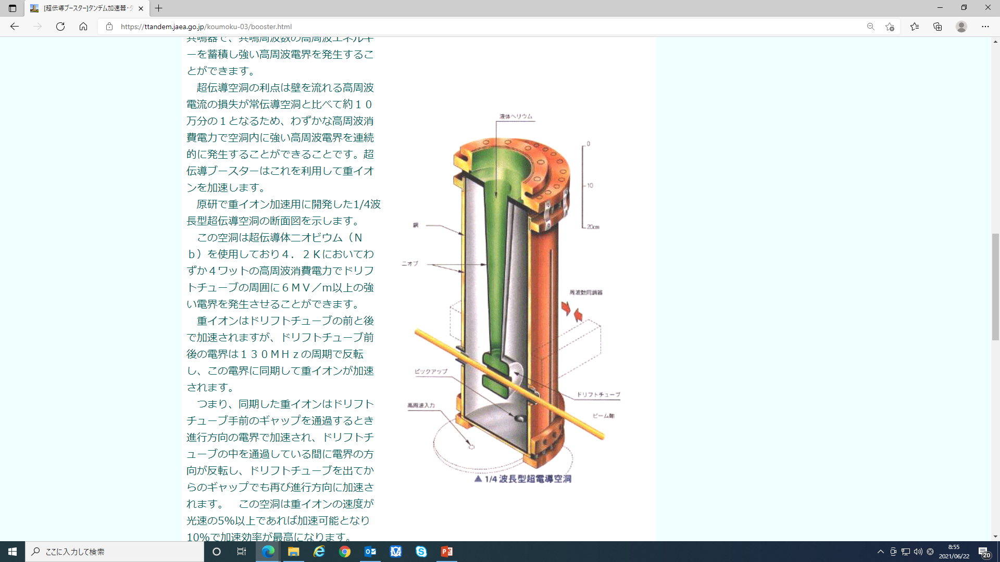 [超伝導ブースター]タンデム加速器・タ
https://ttandem.jaea.go.jp/koumoku-03/booster.html
共鳴器で、共鳴周波数の高周波エネルギ
ーを蓄積し強い高周波電界を発生するこ
とができます。
　超伝導空洞の利点は壁を流れる高周波
電流の損失が常伝導空洞と比べて約１０
万分の１となるため、わずかな高周波消
費電力で空洞内に強い高周波電界を連続
的に発生することができることです。超
伝導ブースターはこれを利用して重イオ
ンを加速します。
　原研で重イオン加速用に開発した1/4波
長型超伝導空洞の断面図を示します。
　この空洞は超伝導体ニオビウム（Ｎ
ｂ）を使用しており４．２Ｋにおいてわ
ずか４ワットの高周波消費電力でドリフ
トチューブの周囲に６ＭＶ／ｍ以上の強
い電界を発生させることができます。
　重イオンはドリフトチューブの前と後
で加速されますが、ドリフトチューブ前
後の電界は１３０ＭＨｚの周期で反転
し、この電界に同期して重イオンが加速
されます。
　つまり、同期した重イオンはドリフト
チューブ手前のギャップを通過するとき
進行方向の電界で加速され、ドリフトチ
ューブの中を通過している間に電界の方
向が反転し、ドリフトチューブを出てか
らのギャップでも再び進行方向に加速さ
れます。　この空洞は重イオンの速度が
光速の5%以上であれば加速可能となり
10%で加速効率が最高になります。
液体ヘリウム
0
10
20cm
銅
ニオブ
周波数同調器
ピックアップ
ドリフトチューブ
高周波入力
ビーム軸
▲ 1/4 波長型超電導空洞
ここに入力して検索
8:55
2021/06/22
20